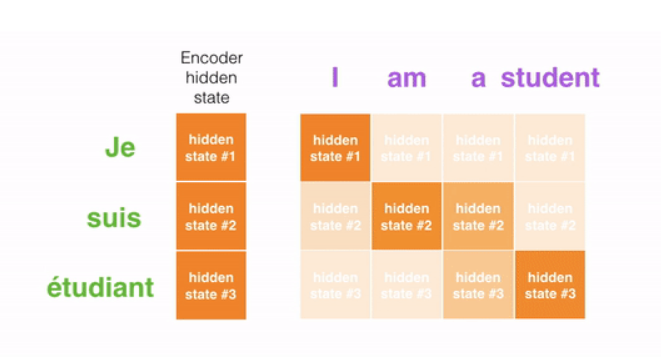 Encoder
hidden
state
I am a student
Je
hidden
state #1
hidden
state #1
hidden
state #1
hidden
state #1
hidden
state #1
suis
hidden
state #2
hidden
state #2
hidden
state #2
hidden
state #2
hidden
state #2
étudiant
hidden
state #3
hidden
state #3
hidden
state #3
hidden
state #3
hidden
state #3